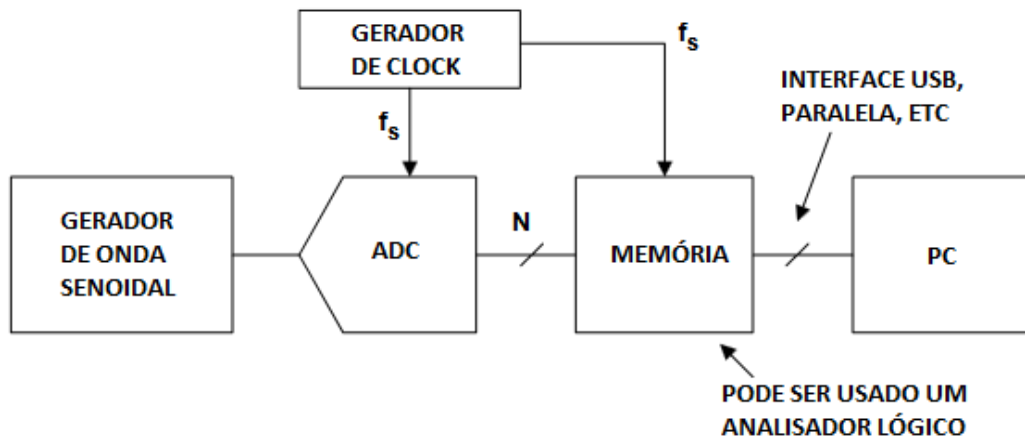 GERADOR
DE CLOCK
fs
fs
INTERFACE USB,
PARALELA, ETC
GERADOR
DE ONDA
SENOIDAL
ADC
N
MEMÓRIA
PC
PODE SER USADO UM
ANALISADOR LÓGICO